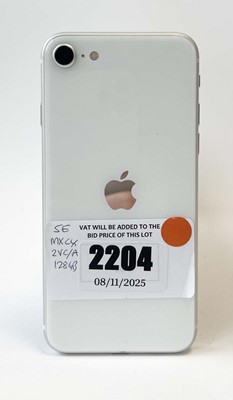 SE
MXCX
2VC/A
128GB
VAT WILL BE ADDED TO THE
BID PRICE OF THIS LOT
2204
08/11/2025